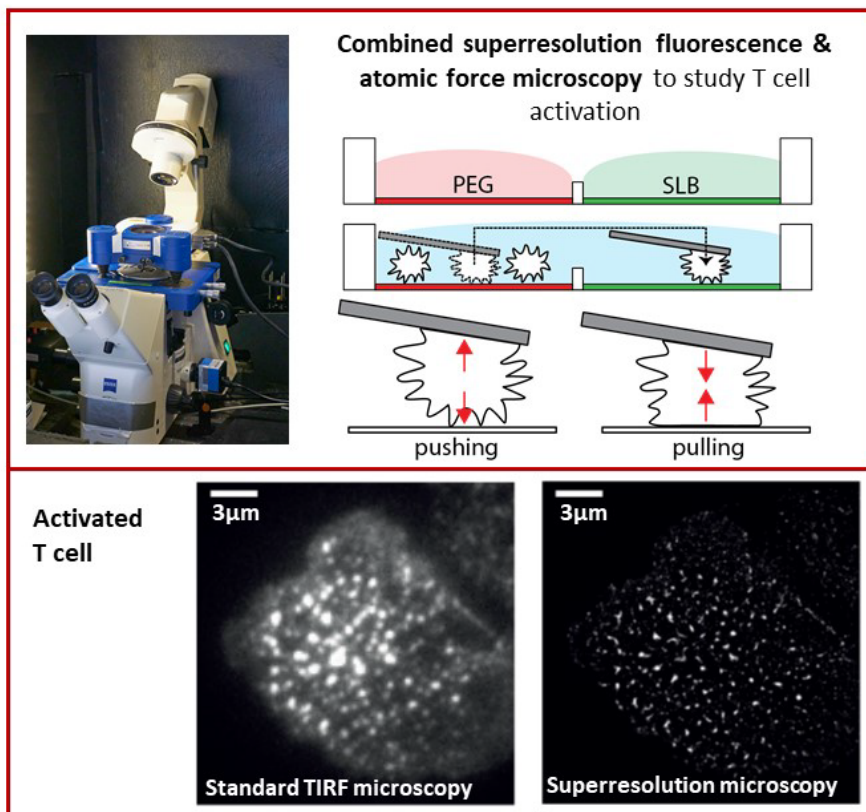 Combined superresolution fluorescence &
atomic force microscopy to study T cell
activation
PEG
SLB
pushing
pulling
ZEISS
Activated
T cell
3µm
Standard TIRF microscopy
3µm
Superresolution microscopy